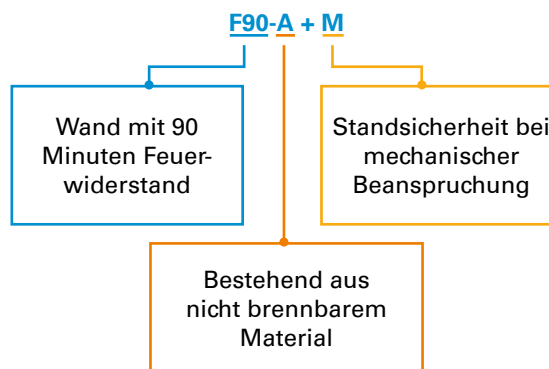 F90-A + M
Wand mit 90
Minuten Feuer-
widerstand
Standsicherheit bei
mechanischer
Beanspruchung
Bestehend aus
nicht brennbarem
Material